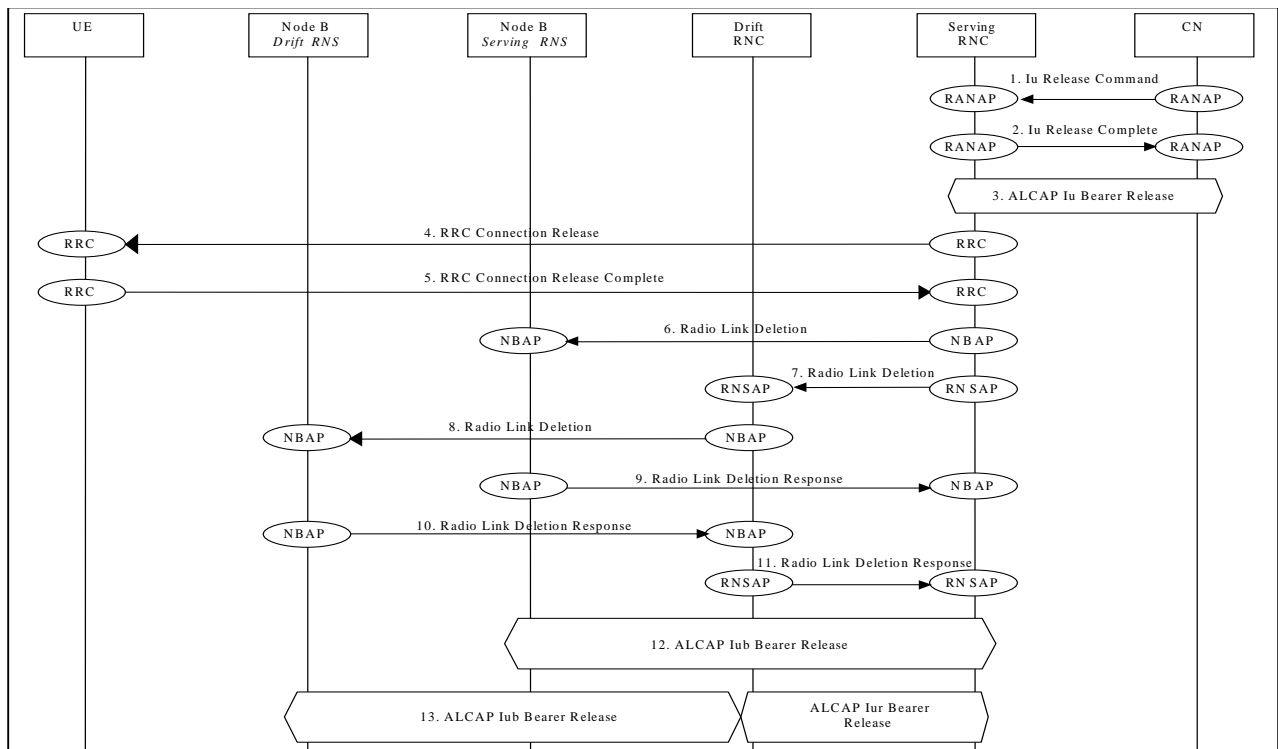 UE
Node B
Drift RNS
Node B
Serving RNS
Drift
RNC
Serving
RNC
CN
1. Iu Release Command
RANAP
RANAP
2. Iu Release Complete
RANAP
RANAP
3. ALCAP Iu Bearer Release
4. RRC Connection Release
RRC
RRC
5. RRC Connection Release Complete
RRC
RRC
6. Radio Link Deletion
NBAP
NBAP
7. Radio Link Deletion
RNSAP
RNSAP
8. Radio Link Deletion
NBAP
NBAP
9. Radio Link Deletion Response
NBAP
NBAP
10. Radio Link Deletion Response
NBAP
NBAP
11. Radio Link Deletion Response
RNSAP
RNSAP
12. ALCAP Iub Bearer Release
13. ALCAP Iub Bearer Release
ALCAP Iur Bearer
Release